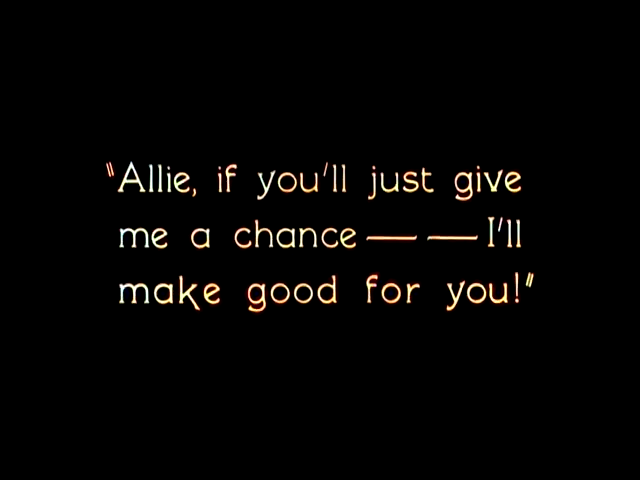 "Allie, if you'll just give
me a chance — — I'll
make good for you!"